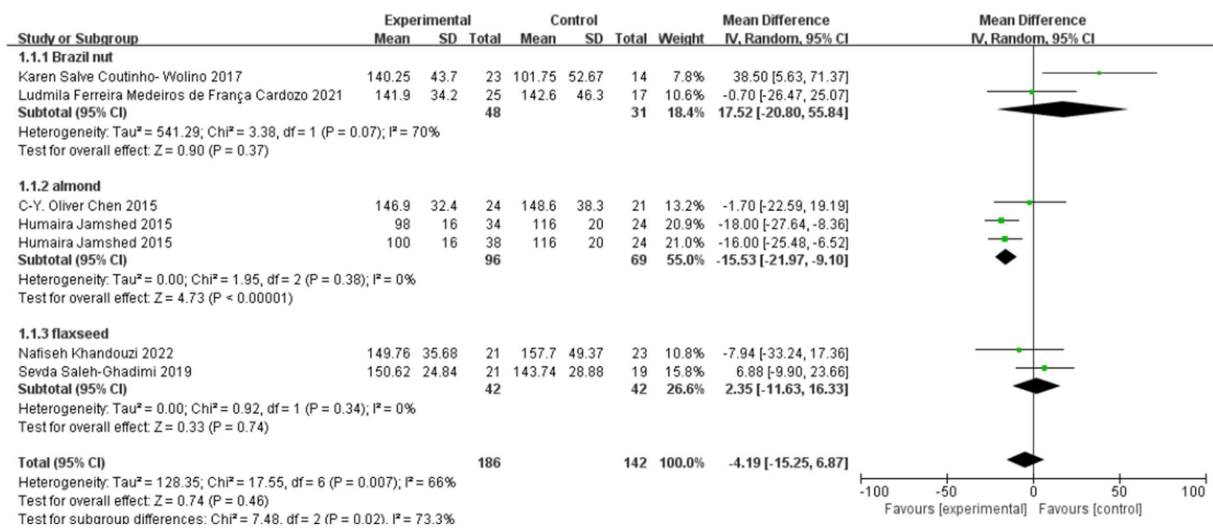 Experimental Control Mean Difference Mean Difference
Study or Subgroup Mean SD Total Mean SD Total Weight IV, Random, 95% CI IV, Random, 95% CI
1.1.1 Brazil nut
Karen Salve Coutinho- Wolino 2017 140.25 43.7 23 101.75 52.67 14 7.8% 38.50 [5.63, 71.37]
Ludmila Ferreira Medeiros de França Cardozo 2021 141.9 34.2 25 142.6 46.3 17 10.6% -0.70 [-26.47, 25.07]
Subtotal (95% CI) 48 31 18.4% 17.52 [-20.80, 55.84]
Heterogeneity: Tau² = 541.29; Chi² = 3.38, df = 1 (P = 0.07); I² = 70%
Test for overall effect: Z = 0.90 (P = 0.37)
1.1.2 almond
C-Y. Oliver Chen 2015 146.9 32.4 24 148.6 38.3 21 13.2% -1.70 [-22.59, 19.19]
Humaira Jamshed 2015 98 16 34 116 20 24 20.9% -18.00 [-27.64, -8.36]
Humaira Jamshed 2015 100 16 38 116 20 24 21.0% -16.00 [-25.48, -6.52]
Subtotal (95% CI) 96 69 55.0% -15.53 [-21.97, -9.10]
Heterogeneity: Tau² = 0.00; Chi² = 1.95, df = 2 (P = 0.38); I² = 0%
Test for overall effect: Z = 4.73 (P < 0.00001)
1.1.3 flaxseed
Nafiseh Khandouzi 2022 149.76 35.68 21 157.7 49.37 23 10.8% -7.94 [-33.24, 17.36]
Sevda Saleh-Ghadimi 2019 150.62 24.84 21 143.74 28.88 19 15.8% 6.88 [-9.90, 23.66]
Subtotal (95% CI) 42 42 26.6% 2.35 [-11.63, 16.33]
Heterogeneity: Tau² = 0.00; Chi² = 0.92, df = 1 (P = 0.34); I² = 0%
Test for overall effect: Z = 0.33 (P = 0.74)
Total (95% CI) 186 142 100.0% -4.19 [-15.25, 6.87]
Heterogeneity: Tau² = 128.35; Chi² = 17.55, df = 6 (P = 0.007); I² = 66%
Test for overall effect: Z = 0.74 (P = 0.46)
Test for subgroup differences: Chi² = 7.48, df = 2 (P = 0.02), I² = 73.3%
-100 -50 0 50 100
Favours [experimental] Favours [control]